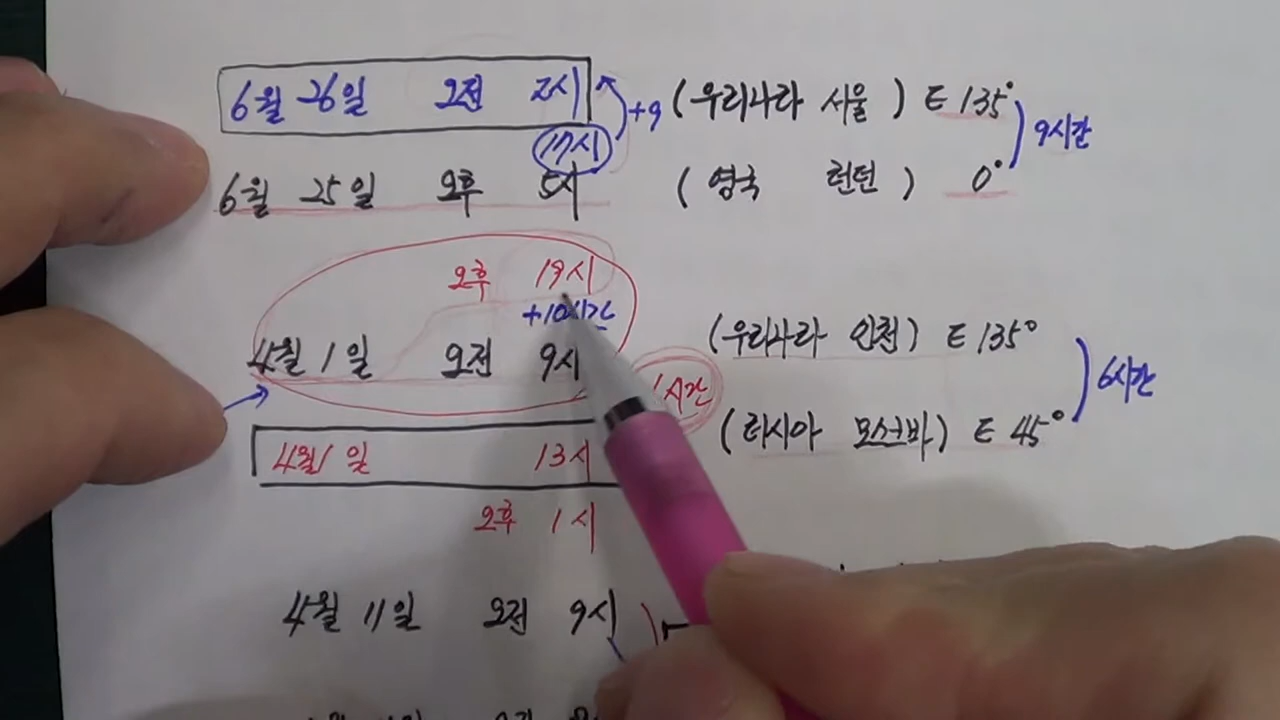 6월 26일 오전 2시 (우리나라 서울) E 135°
17시 +9 9시간
6월 25일 오후 5시 (영국 런던) 0°
오후 19시
+10시간
4월 1일 오전 9시 (우리나라 인천) E 135°
1시간 6시간
(러시아 모스바) E 45°
4월 1일 13시
오후 1시
4월 11일 오전 9시